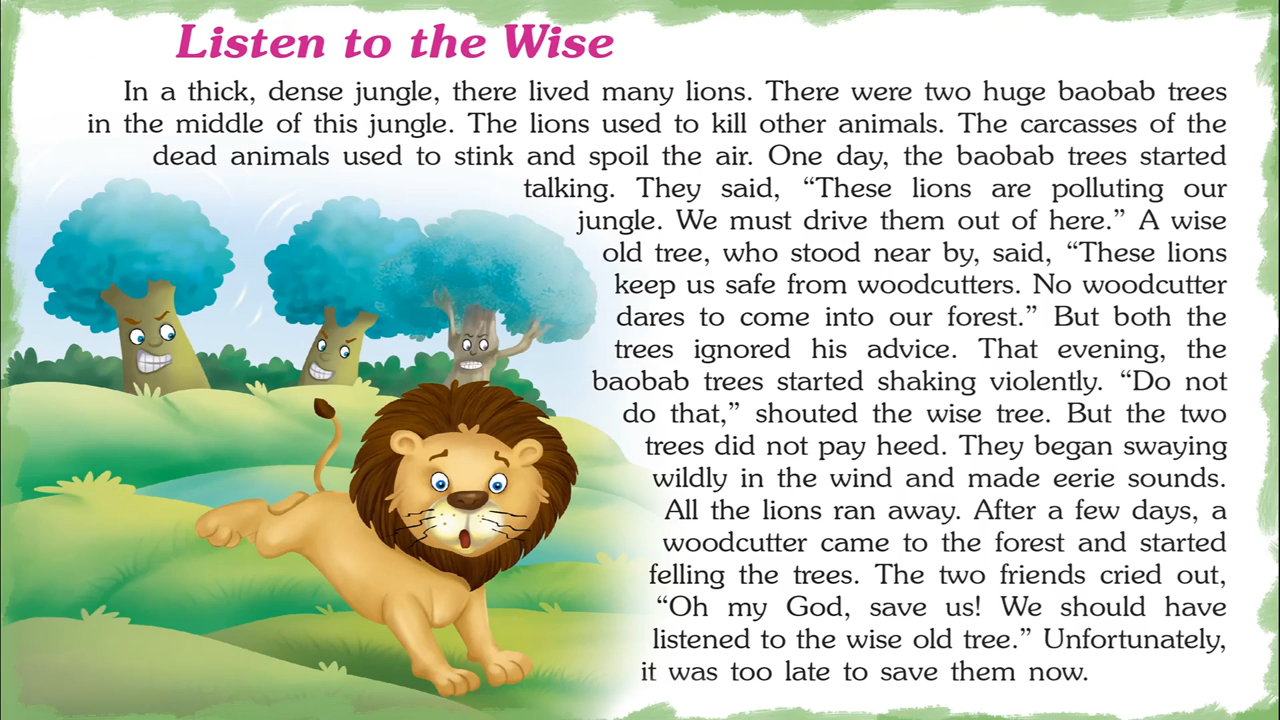 Listen to the Wise
In a thick, dense jungle, there lived many lions. There were two huge baobab trees
in the middle of this jungle. The lions used to kill other animals. The carcasses of the
dead animals used to stink and spoil the air. One day, the baobab trees started
talking. They said, “These lions are polluting our
jungle. We must drive them out of here.” A wise
old tree, who stood near by, said, “These lions
keep us safe from woodcutters. No woodcutter
dares to come into our forest.” But both the
trees ignored his advice. That evening, the
baobab trees started shaking violently. “Do not
do that,” shouted the wise tree. But the two
trees did not pay heed. They began swaying
wildly in the wind and made eerie sounds.
All the lions ran away. After a few days, a
woodcutter came to the forest and started
felling the trees. The two friends cried out,
“Oh my God, save us! We should have
listened to the wise old tree.” Unfortunately,
it was too late to save them now.